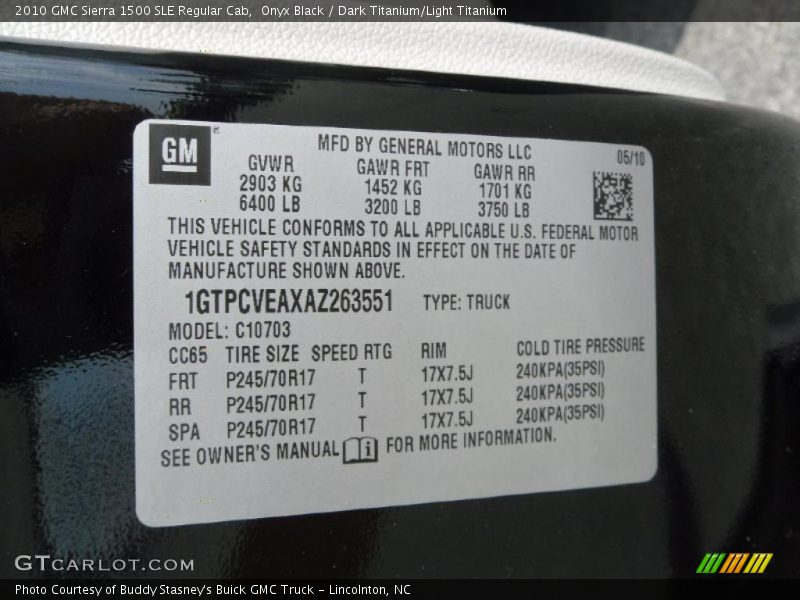 2010 GMC Sierra 1500 SLE Regular Cab,  Onyx Black / Dark Titanium/Light Titanium
GM®
MFD BY GENERAL MOTORS LLC
05/10
GVWR GAWR FRT GAWR RR
2903 KG 1452 KG 1701 KG
6400 LB 3200 LB 3750 LB
THIS VEHICLE CONFORMS TO ALL APPLICABLE U.S. FEDERAL MOTOR
VEHICLE SAFETY STANDARDS IN EFFECT ON THE DATE OF
MANUFACTURE SHOWN ABOVE.
1GTPCVEAXAZ263551 TYPE: TRUCK
MODEL: C10703
CC65 TIRE SIZE SPEED RTG RIM COLD TIRE PRESSURE
FRT P245/70R17 T 17X7.5J 240KPA(35PSI)
RR P245/70R17 T 17X7.5J 240KPA(35PSI)
SPA P245/70R17 T 17X7.5J 240KPA(35PSI)
SEE OWNER'S MANUAL i FOR MORE INFORMATION.
GTCARLOT.COM
Photo Courtesy of Buddy Stasney's Buick GMC Truck - Lincolnton, NC